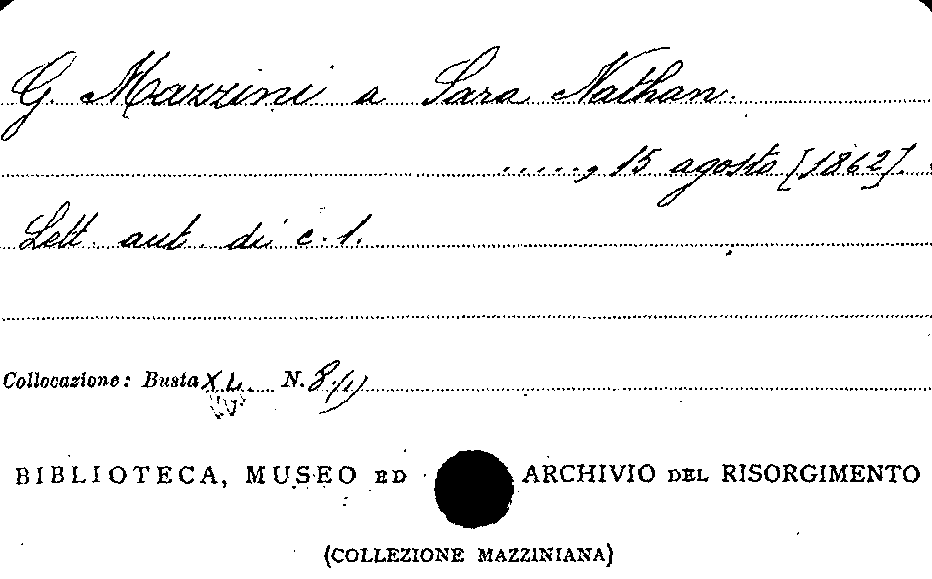 G. Mazzini a Sara Nathan.
....., 15 agosto [1862].
Lett. aut. di c. 1.
Collocazione: Busta XL. N. 8/1)
BIBLIOTECA, MUSEO ED ARCHIVIO DEL RISORGIMENTO
(COLLEZIONE MAZZINIANA)